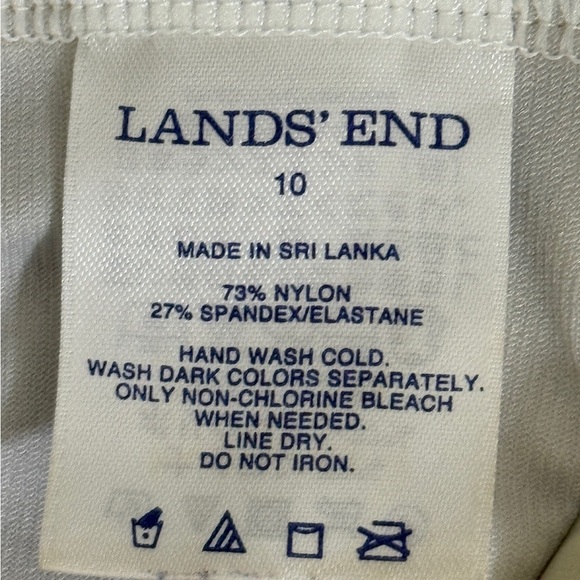 LANDS' END
10
MADE IN SRI LANKA
73% NYLON
27% SPANDEX/ELASTANE
HAND WASH COLD.
WASH DARK COLORS SEPARATELY.
ONLY NON-CHLORINE BLEACH
WHEN NEEDED.
LINE DRY.
DO NOT IRON.